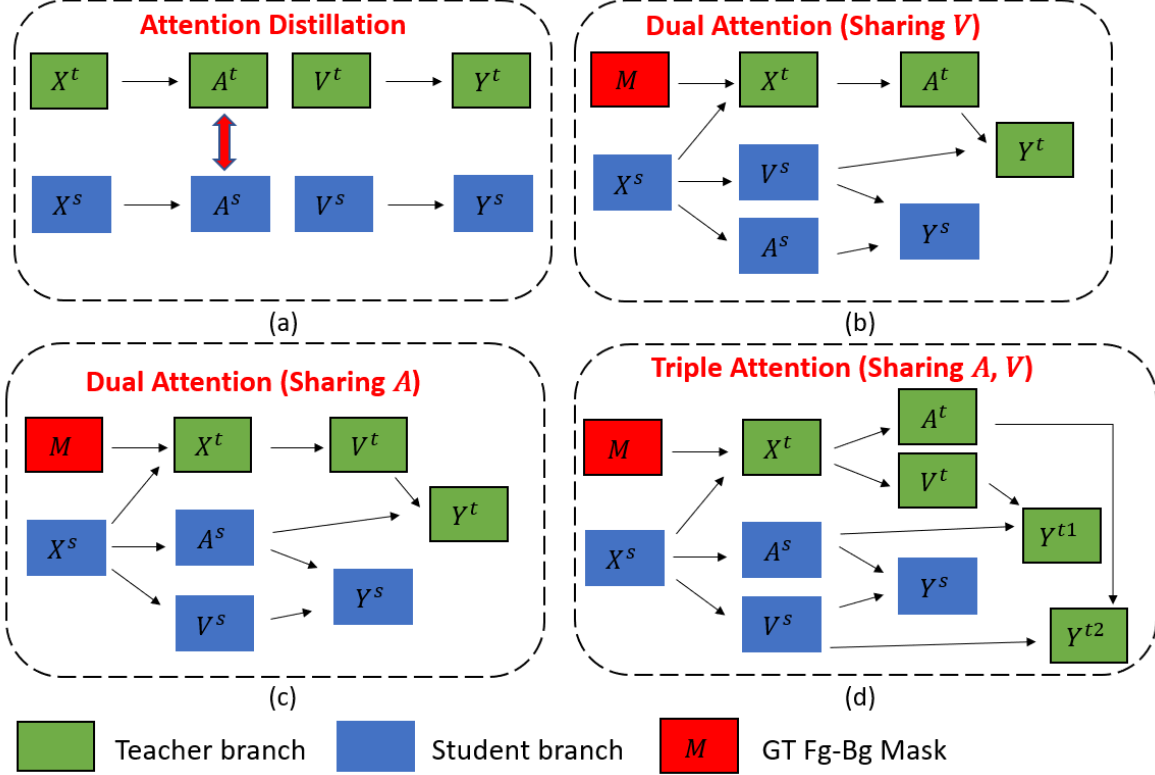 Attention Distillation
X^t A^t V^t Y^t
X^s A^s V^s Y^s
(a)
Dual Attention (Sharing V)
M X^t A^t
Y^t
X^s V^s
A^s Y^s
(b)
Dual Attention (Sharing A)
M X^t V^t
Y^t
X^s A^s
V^s Y^s
(c)
Triple Attention (Sharing A, V)
A^t
M X^t
V^t
Y^t1
X^s A^s
Y^s
V^s
Y^t2
(d)
Teacher branch
Student branch
M GT Fg-Bg Mask